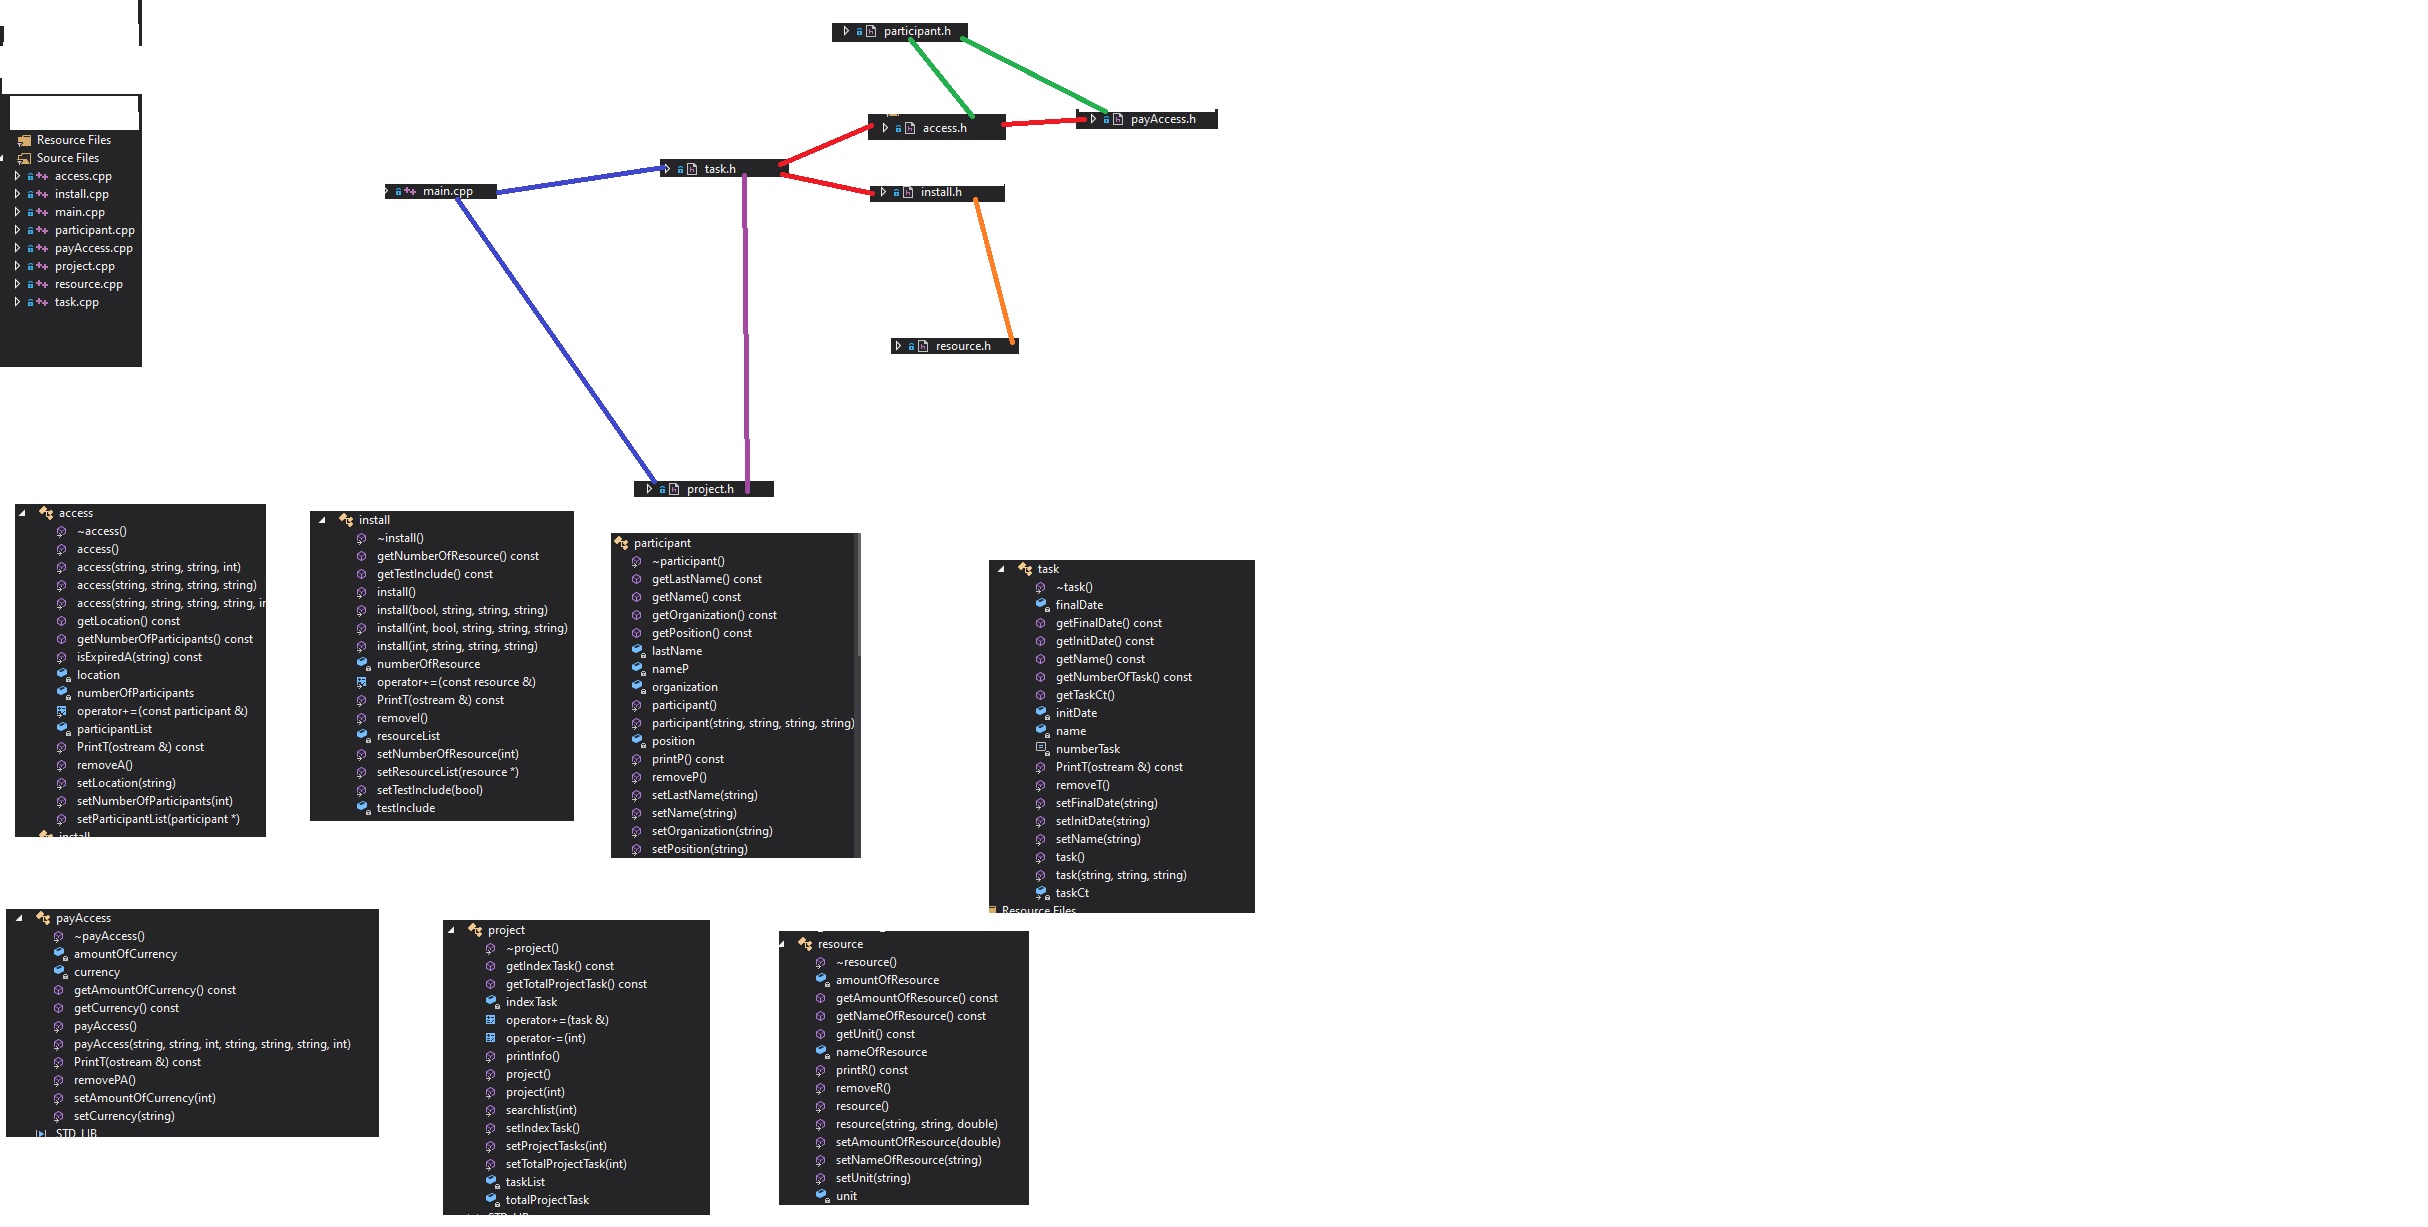 participant.h
access.h
payAccess.h
task.h
main.cpp
install.h
resource.h
project.h
Resource Files
Source Files
access.cpp
install.cpp
main.cpp
participant.cpp
payAccess.cpp
project.cpp
resource.cpp
task.cpp
access
~access()
access()
access(string, string, string, int)
access(string, string, string, string)
access(string, string, string, string, ir
getLocation() const
getNumberOfParticipants() const
isExpiredA(string) const
location
numberOfParticipants
operator+=(const participant &)
participantList
PrintT(ostream &) const
removeA()
setLocation(string)
setNumberOfParticipants(int)
setParticipantList(participant *)
install
install
~install()
getNumberOfResource() const
getTestInclude() const
install()
install(bool, string, string, string)
install(int, bool, string, string, string)
install(int, string, string, string)
numberOfResource
operator+=(const resource &)
PrintT(ostream &) const
removeI()
resourceList
setNumberOfResource(int)
setResourceList(resource *)
setTestInclude(bool)
testInclude
participant
~participant()
getLastName() const
getName() const
getOrganization() const
getPosition() const
lastName
nameP
organization
participant()
participant(string, string, string, string)
position
printP() const
removeP()
setLastName(string)
setName(string)
setOrganization(string)
setPosition(string)
task
~task()
finalDate
getFinalDate() const
getInitDate() const
getName() const
getNumberOfTask() const
getTaskCt()
initDate
name
numberTask
PrintT(ostream &) const
removeT()
setFinalDate(string)
setInitDate(string)
setName(string)
task()
task(string, string, string)
taskCt
Resource Files
payAccess
~payAccess()
amountOfCurrency
currency
getAmountOfCurrency() const
getCurrency() const
payAccess()
payAccess(string, string, int, string, string, string, int)
PrintT(ostream &) const
removePA()
setAmountOfCurrency(int)
setCurrency(string)
STD_LIB
project
~project()
getIndexTask() const
getTotalProjectTask() const
indexTask
operator+=(task &)
operator-=(int)
printInfo()
project()
project(int)
searchlist(int)
setIndexTask()
setProjectTasks(int)
setTotalProjectTask(int)
taskList
totalProjectTask
STD_LIB
resource
~resource()
amountOfResource
getAmountOfResource() const
getNameOfResource() const
getUnit() const
nameOfResource
printR() const
removeR()
resource()
resource(string, string, double)
setAmountOfResource(double)
setNameOfResource(string)
setUnit(string)
unit